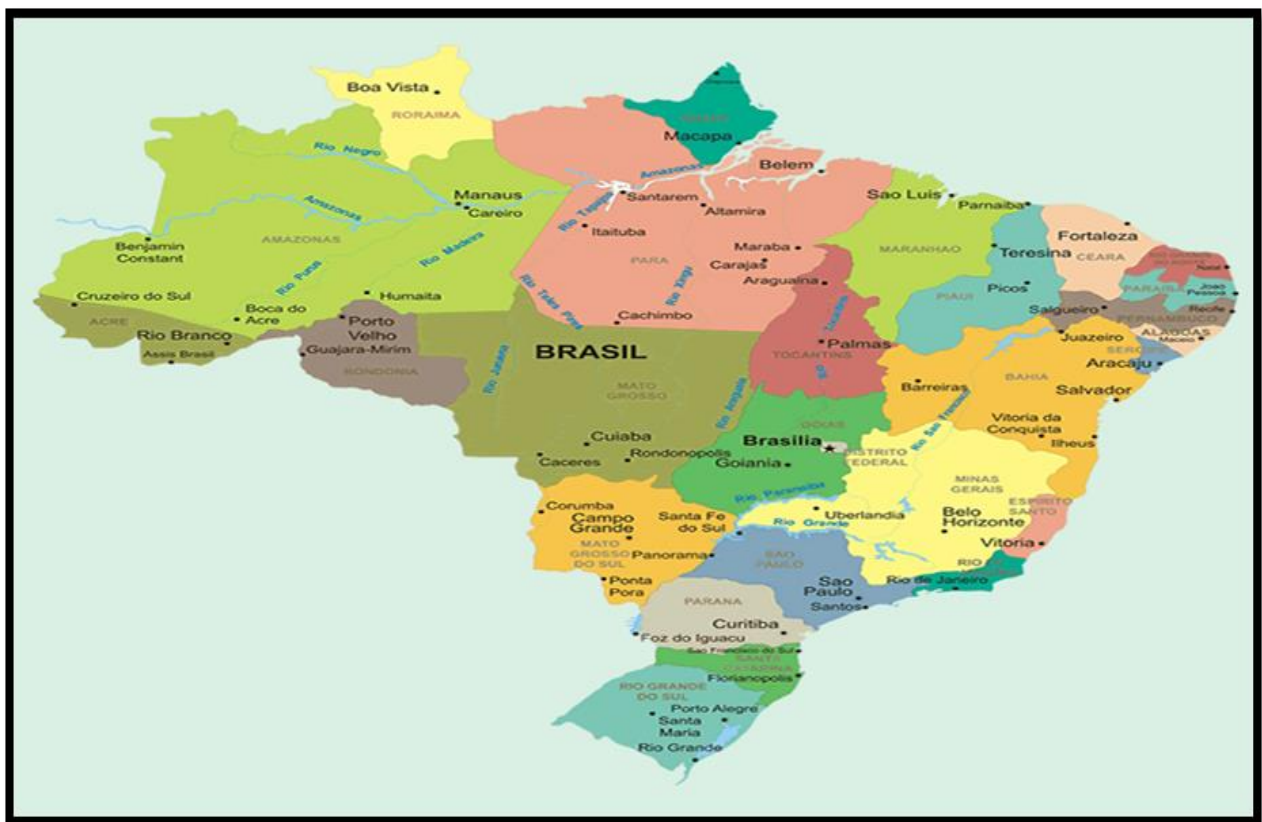 Boa Vista
RORAIMA
Macapa
Rio Negro
Amazonas
Belem
Manaus
Careiro
Santarem
Altamira
Sao Luis
Parnaiba
Amazonas
Rio Tapajos
Itaituba
Benjamin
Constant
AMAZONAS
Rio Madeira
PARA
Maraba
Carajas
Araguaina
MARANHAO
Teresina
Fortaleza
CEARA
RIO GRANDE
Natal
Rio Purus
Rio Xingu
Rio Teles Pires
PIAUI
Picos
PARAIBA
Joao
Pessoa
Cruzeiro do Sul
Humaita
Boca do
Acre
Cachimbo
Rio Tocantins
Salgueiro
PERNAMBUCO
Recife
ACRE
Rio Branco
Assis Brasil
Porto
Velho
Guajara-Mirim
RONDONIA
BRASIL
Palmas
TOCANTINS
Juazeiro
ALAGOAS
Maceio
SERGIPE
Aracaju
MATO
GROSSO
Rio Araguaia
Barreiras
BAHIA
Salvador
Rio Sao Francisco
Vitoria da
Conquista
Ilheus
Cuiaba
Rondonopolis
Caceres
GOIAS
Brasilia
DISTRITO
FEDERAL
Goiania
MINAS
GERAIS
Rio Paranaiba
ESPIRITO
SANTO
Corumba
Campo
Grande
MATO
GROSSO
DO SUL
Santa Fe
do Sul
Uberlandia
Rio Grande
Belo
Horizonte
Vitoria
Panorama
SAO
PAULO
RIO
Rio de Janeiro
Ponta
Pora
Sao
Paulo
Santos
PARANA
Curitiba
Foz do Iguacu
Sao Francisco do Sul
SANTA
CATARINA
Florianopolis
RIO GRANDE
DO SUL
Porto Alegre
Santa
Maria
Rio Grande